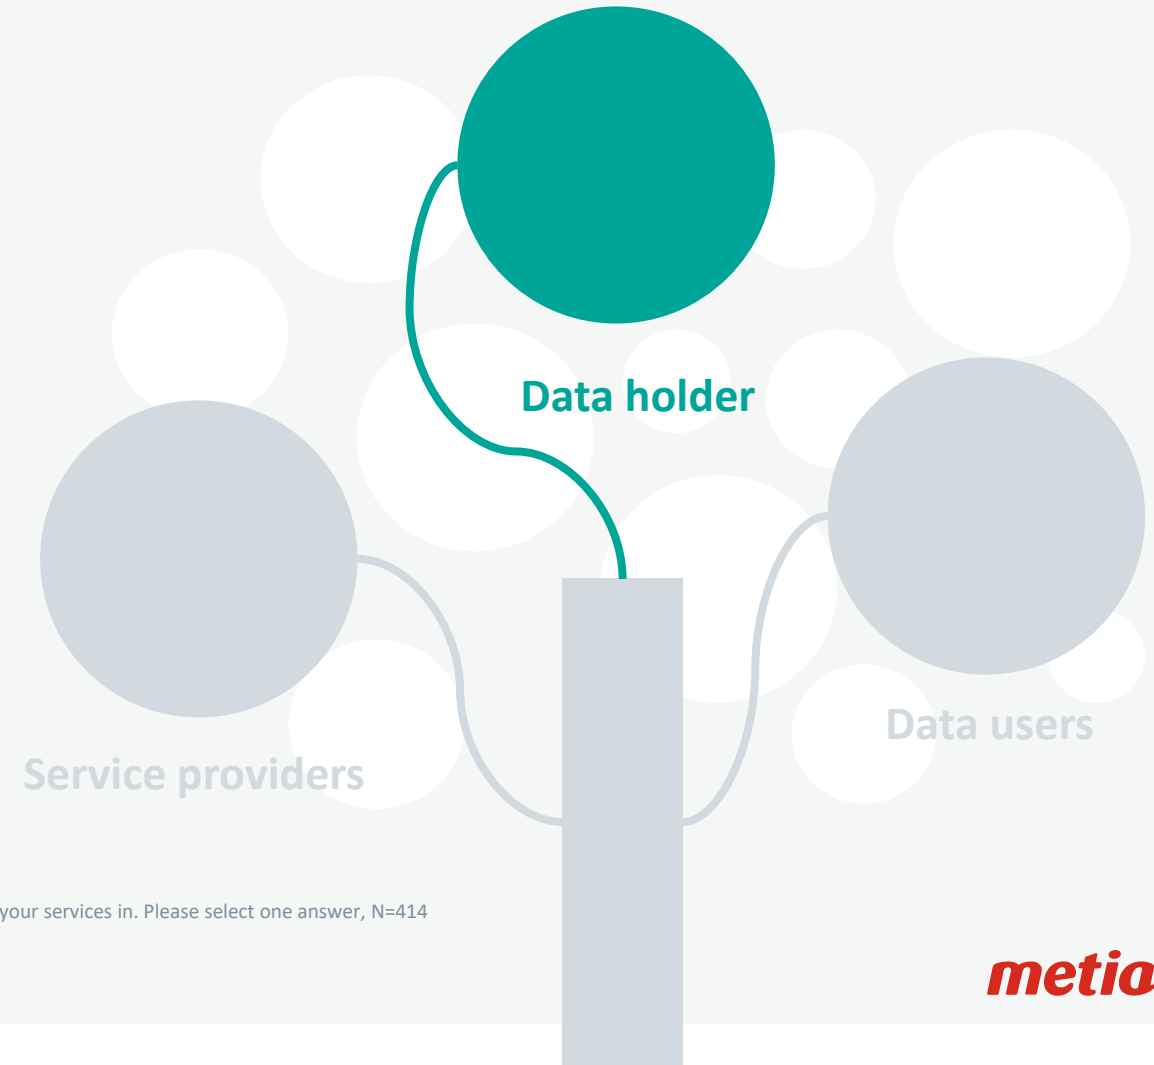 Data holder
Data users
Service providers
your services in. Please select one answer, N=414
metia